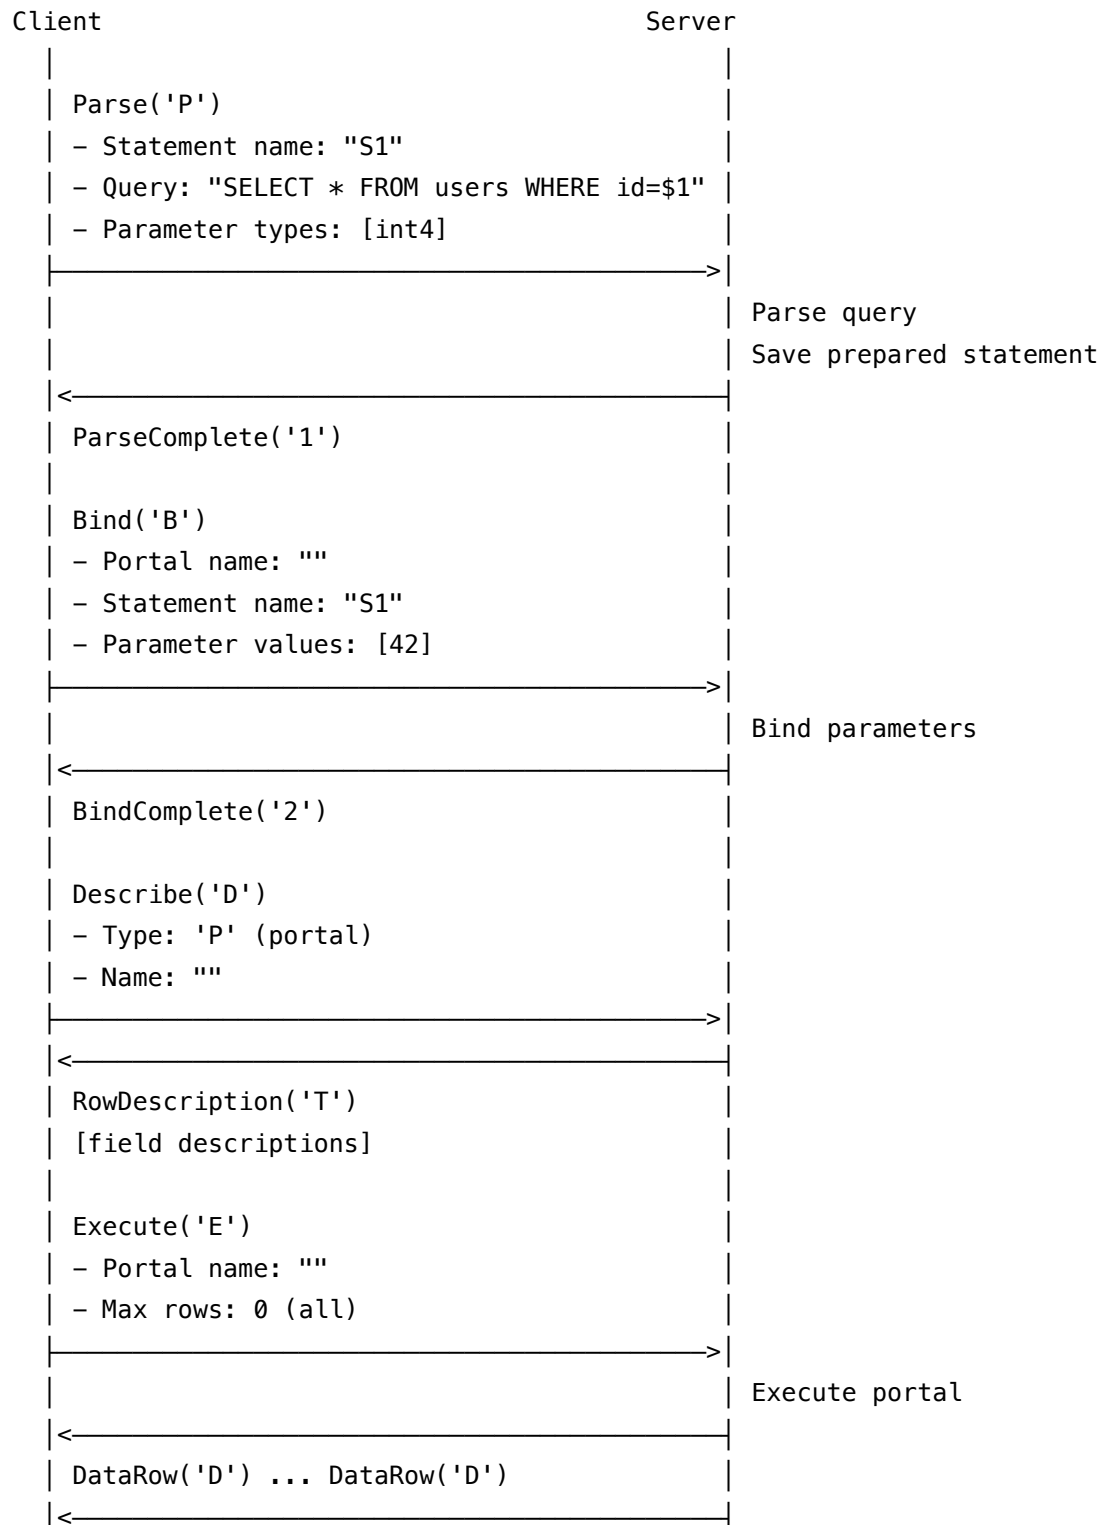 Client Server
Parse('P')
– Statement name: "S1"
– Query: "SELECT * FROM users WHERE id=$1"
– Parameter types: [int4]
Parse query
Save prepared statement
ParseComplete('1')
Bind('B')
– Portal name: ""
– Statement name: "S1"
– Parameter values: [42]
Bind parameters
BindComplete('2')
Describe('D')
– Type: 'P' (portal)
– Name: ""
RowDescription('T')
[field descriptions]
Execute('E')
– Portal name: ""
– Max rows: 0 (all)
Execute portal
DataRow('D') ... DataRow('D')